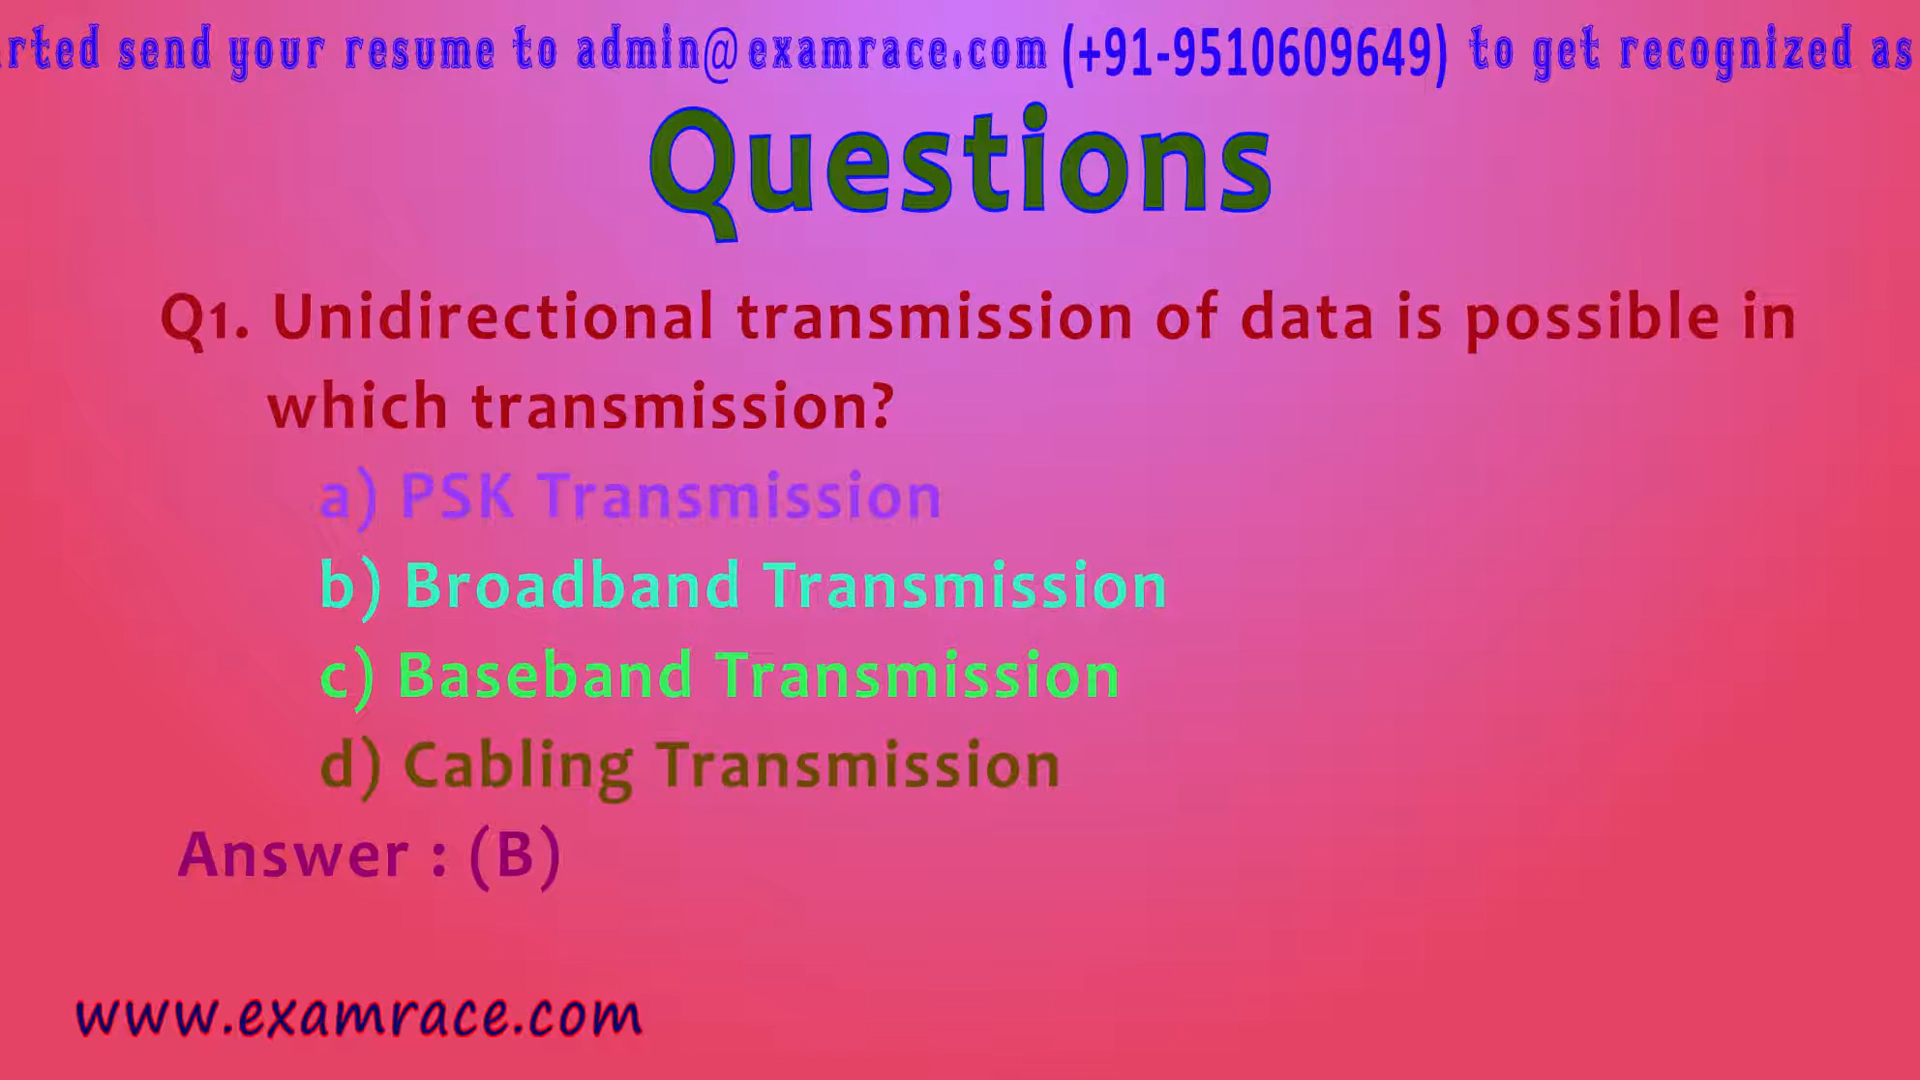 rted send your resume to admin@examrace.com (+91-9510609649) to get recognized as
Questions
Q1. Unidirectional transmission of data is possible in
which transmission?
a) PSK Transmission
b) Broadband Transmission
c) Baseband Transmission
d) Cabling Transmission
Answer : (B)
www.examrace.com